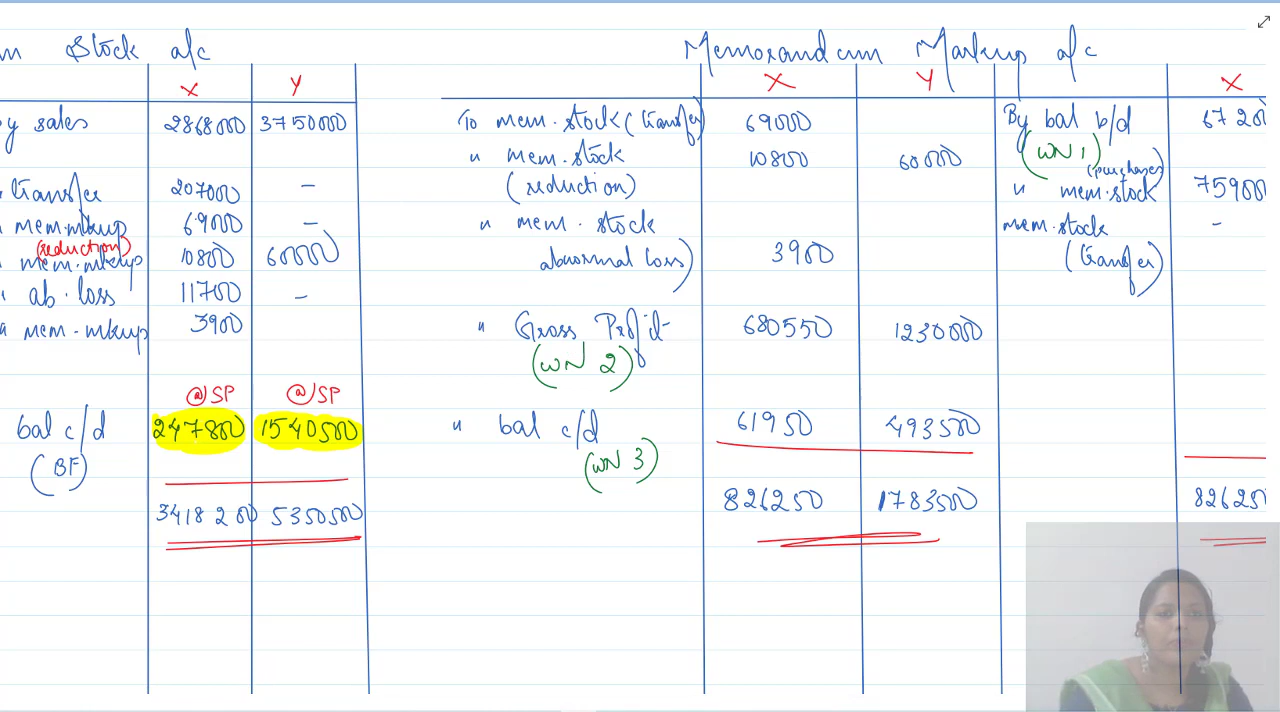 m Stock a/c
X Y
y sales 2868000 3750000
transfer 207000 -
mem.mkup 69000 -
(reduction)
mem.mkup 10800 60000
ab. loss 11700 -
mem-mkup 3900
@SP @SP
bal c/d 247800 1540500
(BF)
3418200 5350500
Memorandum Markup a/c
X Y X
To mem. stock (transfer) 69000 By bal b/d 67200
(WN 1)
" mem. stock 10800 60000
(reduction)
(purchases)
" mem. stock 75900
" mem. stock mem. stock -
abnormal loss) 3900 (transfer)
" Gross Profit 680550 1230000
(WN 2)
" bal c/d 61950 493500
(WN 3)
826250 1783500 826250